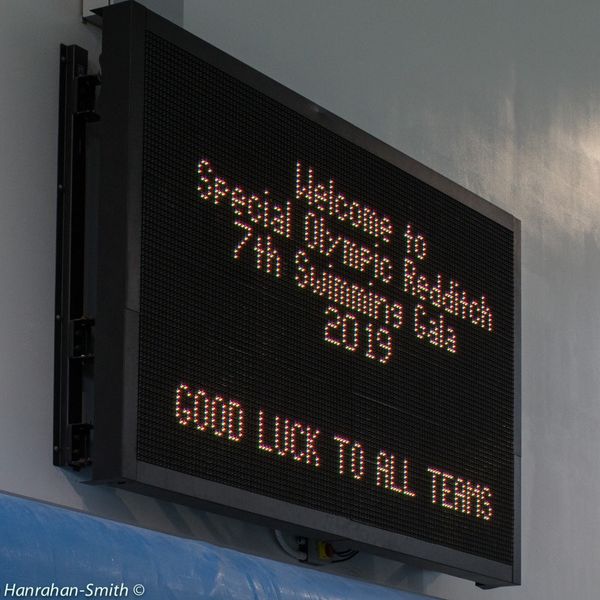 Welcome to
Special Olympic Redditch
7th Swimming Gala
2019
GOOD LUCK TO ALL TEAMS
Hanrahan-Smith ©